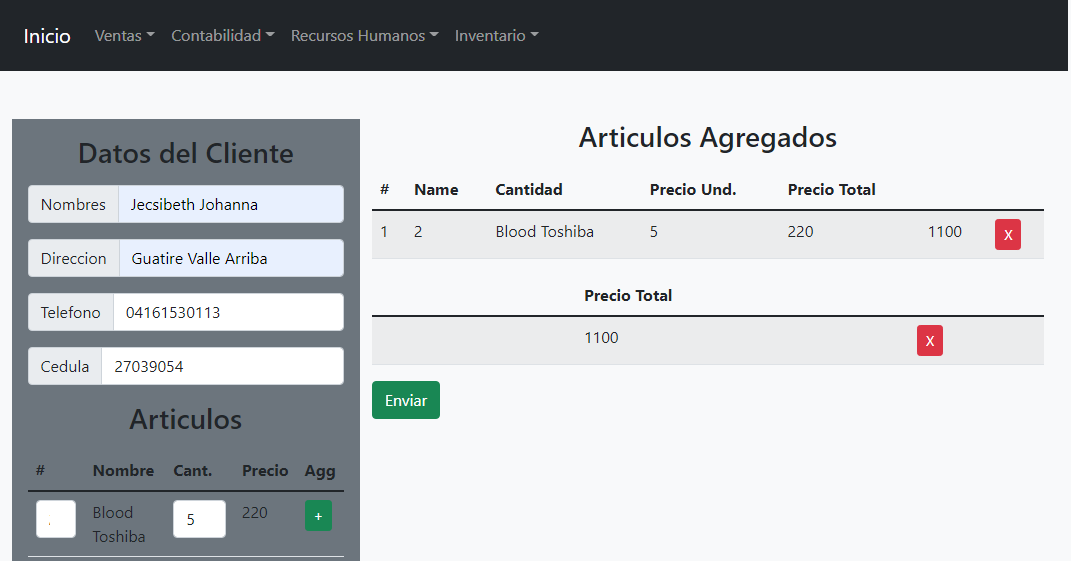 Inicio Ventas Contabilidad Recursos Humanos Inventario
Datos del Cliente
Nombres Jecsibeth Johanna
Direccion Guatire Valle Arriba
Telefono 04161530113
Cedula 27039054
Articulos
# Nombre Cant. Precio Agg
Blood Toshiba 5 220 +
Articulos Agregados
# Name Cantidad Precio Und. Precio Total
1 2 Blood Toshiba 5 220 1100 X
Precio Total
1100 X
Enviar